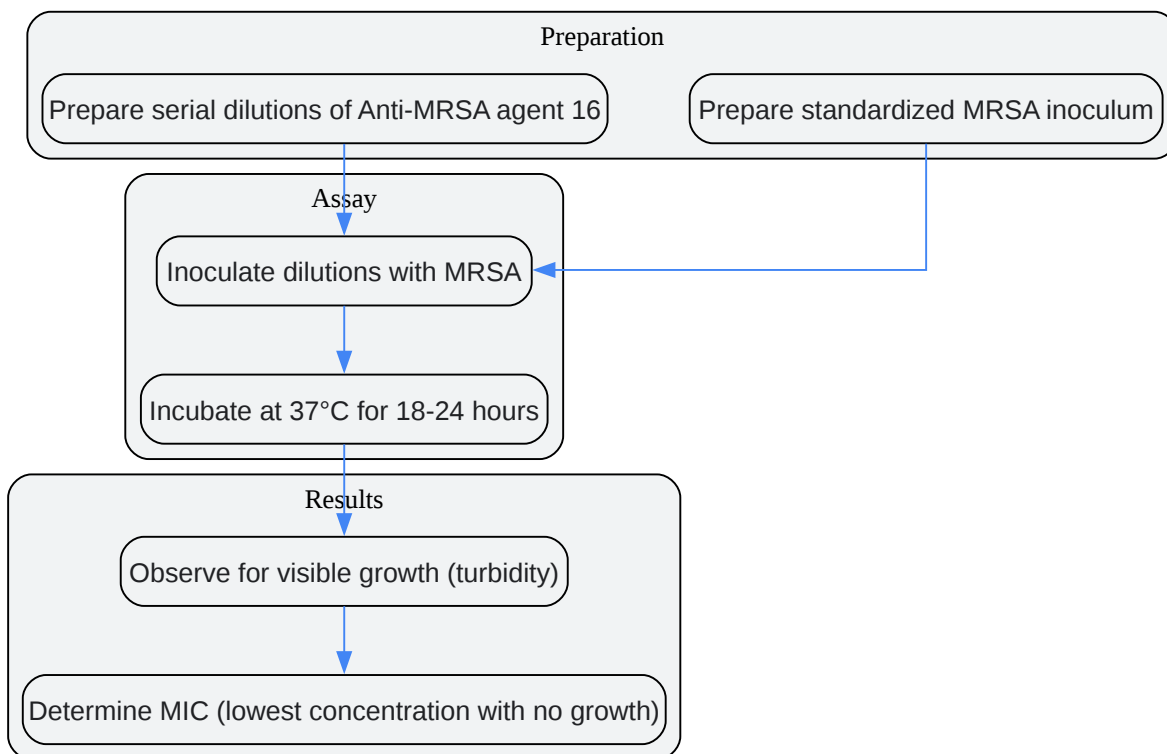 Preparation
Prepare serial dilutions of Anti-MRSA agent 16
Prepare standardized MRSA inoculum
Assay
Inoculate dilutions with MRSA
Incubate at 37°C for 18-24 hours
Results
Observe for visible growth (turbidity)
Determine MIC (lowest concentration with no growth)